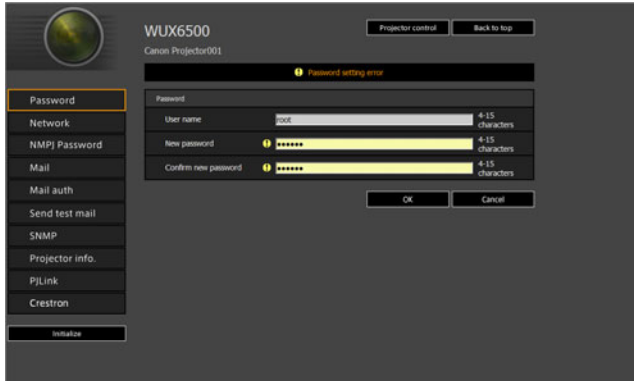 WUX6500
Projector control
Back to top
Canon Projector001
Password setting error
Password
Network
NMPJ Password
Mail
Mail auth
Send test mail
SNMP
Projector info.
PJLink
Crestron
Initialize
Password
User name
root
4-15
characters
New password
••••••
4-15
characters
Confirm new password
••••••
4-15
characters
OK
Cancel